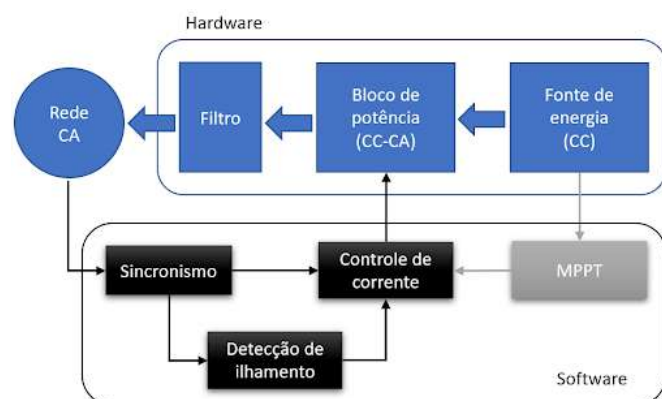 Hardware
Rede
CA
Filtro
Bloco de
potência
(CC-CA)
Fonte de
energia
(CC)
Sincronismo
Controle de
corrente
MPPT
Detecção de
ilhamento
Software